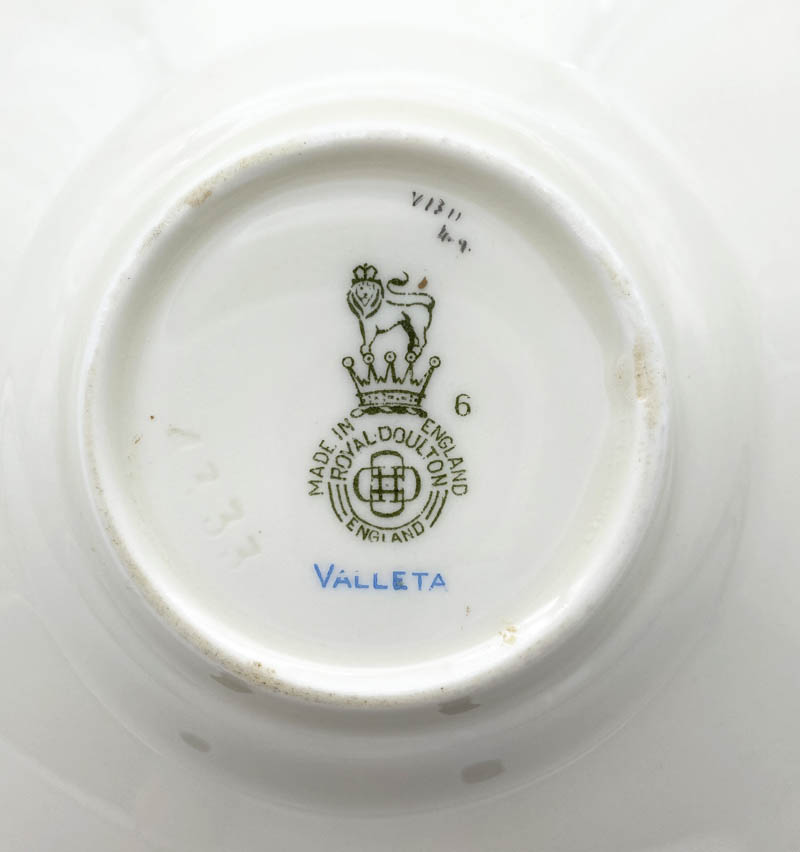 V1311
6
MADE IN ENGLAND
ROYAL·DOULTON
ENGLAND
VALLETA